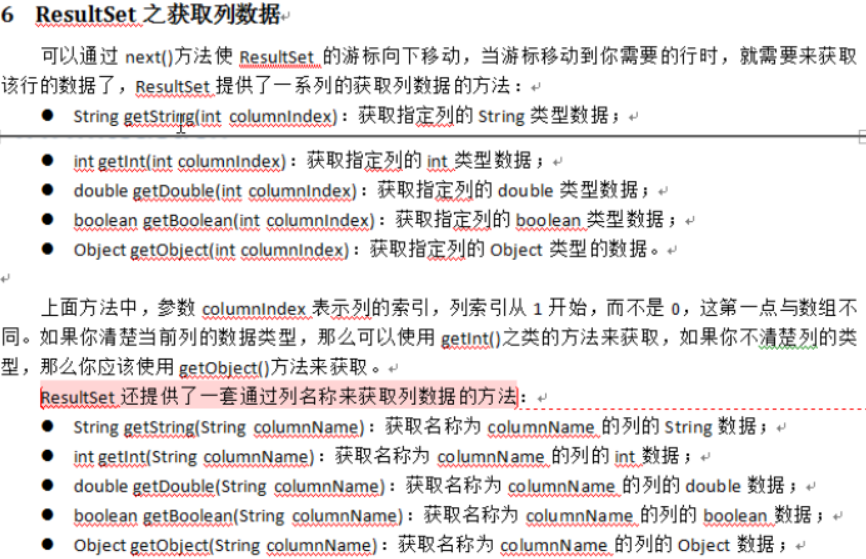 6 ResultSet 之获取列数据
可以通过 next()方法使 ResultSet 的游标向下移动，当游标移动到你需要的行时，就需要来获取
该行的数据了，ResultSet 提供了一系列的获取列数据的方法：
● String getString(int columnIndex)：获取指定列的 String 类型数据；
● int getInt(int columnIndex)：获取指定列的 int 类型数据；
● double getDouble(int columnIndex)：获取指定列的 double 类型数据；
● boolean getBoolean(int columnIndex)：获取指定列的 boolean 类型数据；
● Object getObject(int columnIndex)：获取指定列的 Object 类型的数据。
上面方法中，参数 columnIndex 表示列的索引，列索引从 1 开始，而不是 0，这第一点与数组不
同。如果你清楚当前列的数据类型，那么可以使用 getInt()之类的方法来获取，如果你不清楚列的类
型，那么你应该使用 getObject()方法来获取。
ResultSet 还提供了一套通过列名称来获取列数据的方法：
● String getString(String columnName)：获取名称为 columnName 的列的 String 数据；
● int getInt(String columnName)：获取名称为 columnName 的列的 int 数据；
● double getDouble(String columnName)：获取名称为 columnName 的列的 double 数据；
● boolean getBoolean(String columnName)：获取名称为 columnName 的列的 boolean 数据；
● Object getObject(String columnName)：获取名称为 columnName 的列的 Object 数据；